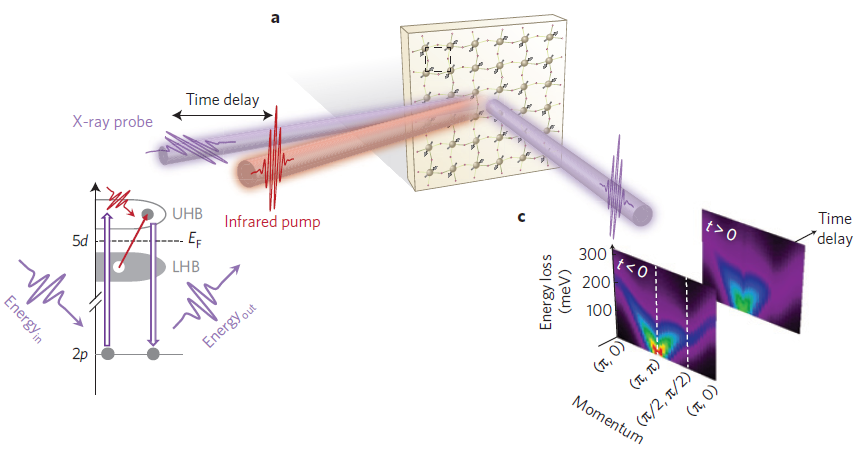 a
Time delay
X-ray probe
Infrared pump
UHB
5d
E_F
LHB
Energy_in
Energy_out
2p
c
Time
delay
t > 0
t < 0
Energy loss
(meV)
300
200
100
(π, 0)
(π, π)
(π/2, π/2)
(π, 0)
Momentum